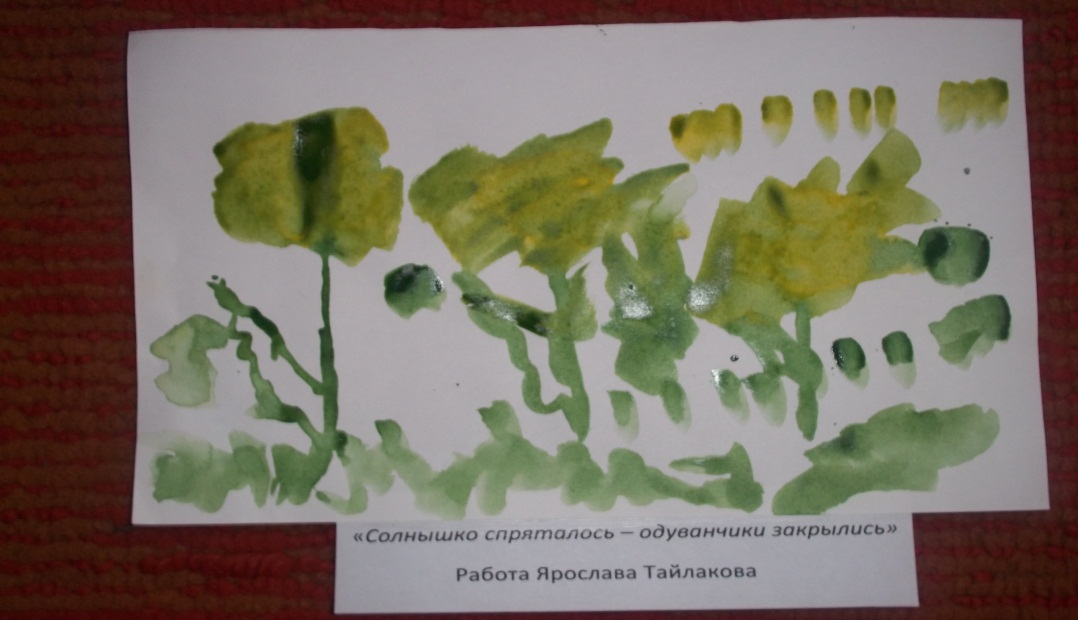 «Солнышко спряталось – одуванчики закрылись»
Работа Ярослава Тайлакова